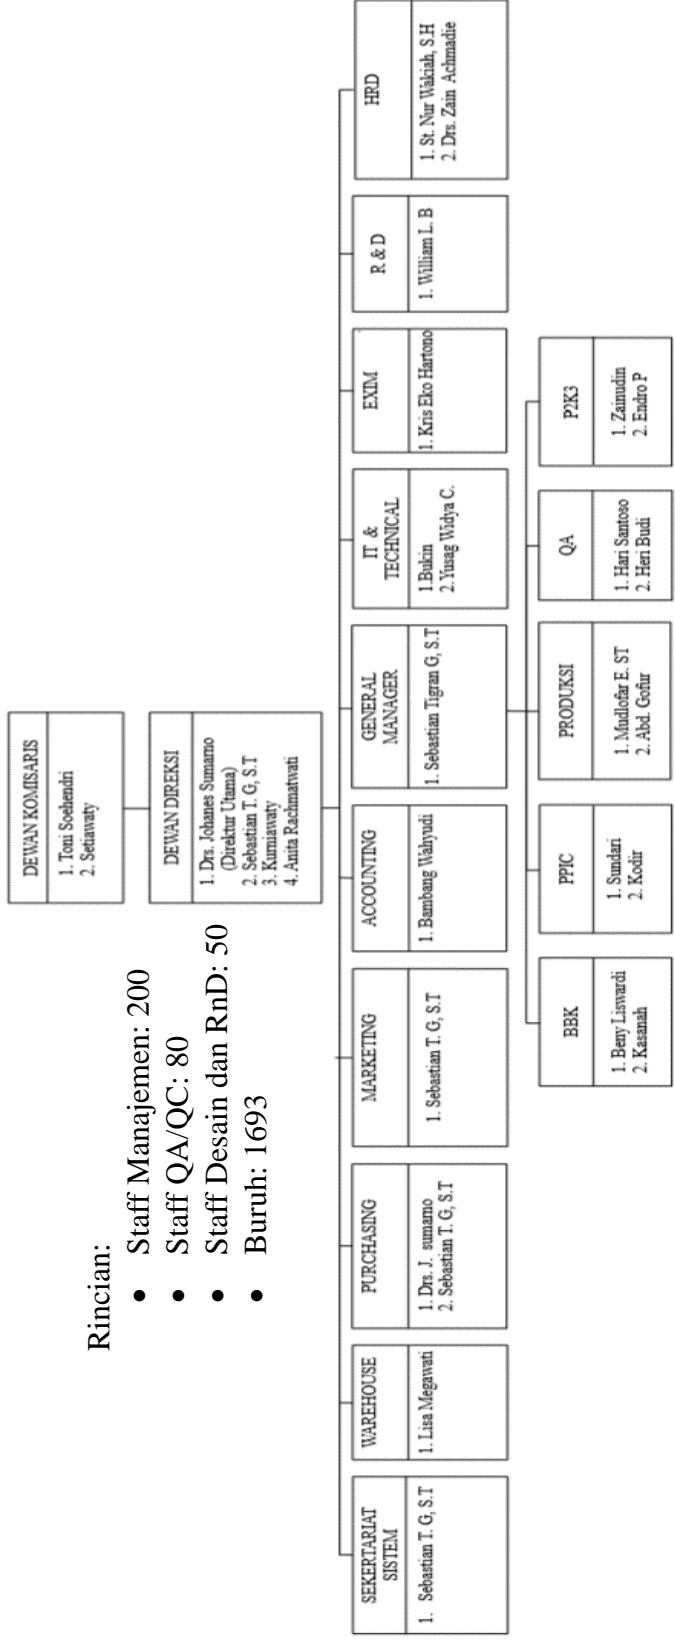 DEWAN KOMISARIS
1. Toni Soehendri
2. Setiawaty
DEWAN DIREKSI
1. Drs. Johanes Sumarno
(Direktur Utama)
2. Sebastian T. G, S.T
3. Kurniawaty
4. Anita Rachmatwati
Rincian:
● Staff Manajemen: 200
● Staff QA/QC: 80
● Staff Desain dan RnD: 50
● Buruh: 1693
SEKERTARIAT
SISTEM
1. Sebastian T. G, S.T
WAREHOUSE
1. Lisa Megawati
PURCHASING
1. Drs. J. sumarno
2. Sebastian T. G, S.T
MARKETING
1. Sebastian T. G, S.T
ACCOUNTING
1. Bambang Wahyudi
GENERAL
MANAGER
1. Sebastian Tigran G, S.T
IT &
TECHNICAL
1.Bukin
2.Yusag Widya C.
EXIM
1. Kris Eko Hartono
R & D
1. William L. B
HRD
1. St. Nur Wakiah, S.H
2. Drs. Zain Achmadie
BBK
1. Beny Liswardi
2. Kasanah
PPIC
1. Sundari
2. Kodir
PRODUKSI
1. Mudlofar E. ST
2. Abd. Gofur
QA
1. Hari Santoso
2. Heri Budi
P2K3
1. Zainudin
2. Endro P